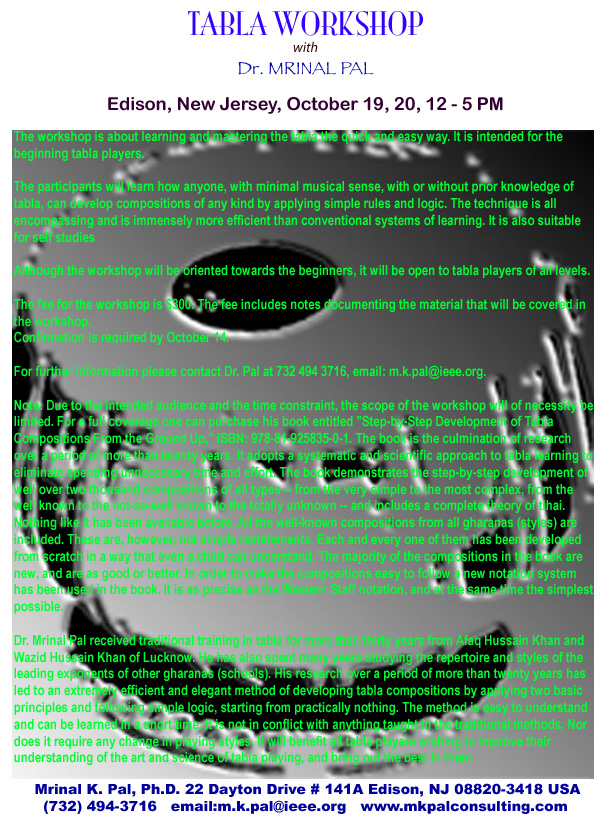 TABLA WORKSHOP
with
Dr. MRINAL PAL
Edison, New Jersey, October 19, 20, 12 - 5 PM
The workshop is about learning and mastering the tabla the quick and easy way. It is intended for the
beginning tabla players.
The participants will learn how anyone, with minimal musical sense, with or without prior knowledge of
tabla, can develop compositions of any kind by applying simple rules and logic. The technique is all
encompassing and is immensely more efficient than conventional systems of learning. It is also suitable
for self studies
Although the workshop will be oriented towards the beginners, it will be open to tabla players of all levels.
The fee for the workshop is $300. The fee includes notes documenting the material that will be covered in
the workshop.
Confirmation is required by October 14.
For further information please contact Dr. Pal at 732 494 3716, email: m.k.pal@ieee.org.
Note: Due to the intended audience and the time constraint, the scope of the workshop will of necessity be
limited. For a full coverage one can purchase his book entitled "Step-by-Step Development of Tabla
Compositions From the Ground Up," ISBN: 978-81-925835-0-1. The book is the culmination of research
over a period of more than twenty years. It adopts a systematic and scientific approach to tabla learning to
eliminate spending unnecessary time and effort. The book demonstrates the step-by-step development of
well over two thousand compositions of all types -- from the very simple to the most complex, from the
well known to the not-so-well known to the totally unknown -- and includes a complete theory of tihai.
Nothing like it has been available before. All the well-known compositions from all gharanas (styles) are
included. These are, however, not simple restatements. Each and every one of them has been developed
from scratch in a way that even a child can understand. The majority of the compositions in the book are
new, and are as good or better. In order to make the compositions easy to follow a new notation system
has been used in the book. It is as precise as the Western Staff notation, and at the same time the simplest
possible.
Dr. Mrinal Pal received traditional training in tabla for more than thirty years from Afaq Hussain Khan and
Wazid Hussain Khan of Lucknow. He has also spent many years studying the repertoire and styles of the
leading exponents of other gharanas (schools). His research over a period of more than twenty years has
led to an extremely efficient and elegant method of developing tabla compositions by applying two basic
principles and following simple logic, starting from practically nothing. The method is easy to understand
and can be learned in a short time. It is not in conflict with anything taught in the traditional methods. Nor
does it require any change in playing styles. It will benefit all tabla players wishing to improve their
understanding of the art and science of tabla playing, and bring out the best in them.
Mrinal K. Pal, Ph.D. 22 Dayton Drive # 141A Edison, NJ 08820-3418 USA
(732) 494-3716 email:m.k.pal@ieee.org www.mkpalconsulting.com